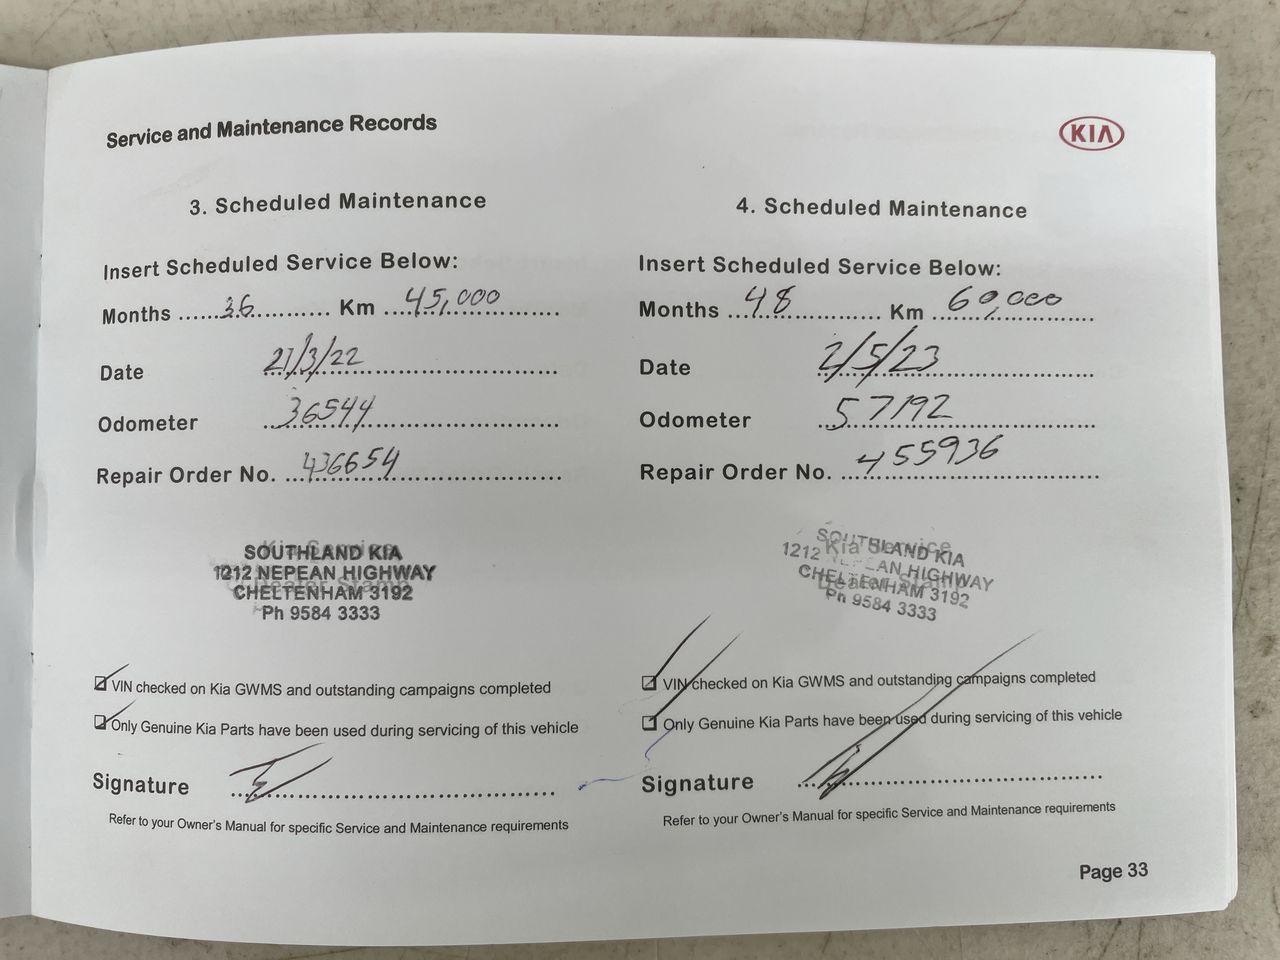 Service and Maintenance Records
KIA
3. Scheduled Maintenance
Insert Scheduled Service Below:
Months 36 Km 45,000
Date 21/3/22
Odometer 36544
Repair Order No. 436654
SOUTHLAND KIA
1212 NEPEAN HIGHWAY
CHELTENHAM 3192
Ph 9584 3333
VIN checked on Kia GWMS and outstanding campaigns completed
Only Genuine Kia Parts have been used during servicing of this vehicle
Signature
Refer to your Owner's Manual for specific Service and Maintenance requirements
4. Scheduled Maintenance
Insert Scheduled Service Below:
Months 48 Km 60,000
Date 2/5/23
Odometer 57192
Repair Order No. 455936
Kia Service
Dealer Stamp
SOUTHLAND KIA
1212 NEPEAN HIGHWAY
CHELTENHAM 3192
Ph 9584 3333
VIN checked on Kia GWMS and outstanding campaigns completed
Only Genuine Kia Parts have been used during servicing of this vehicle
Signature
Refer to your Owner's Manual for specific Service and Maintenance requirements
Page 33